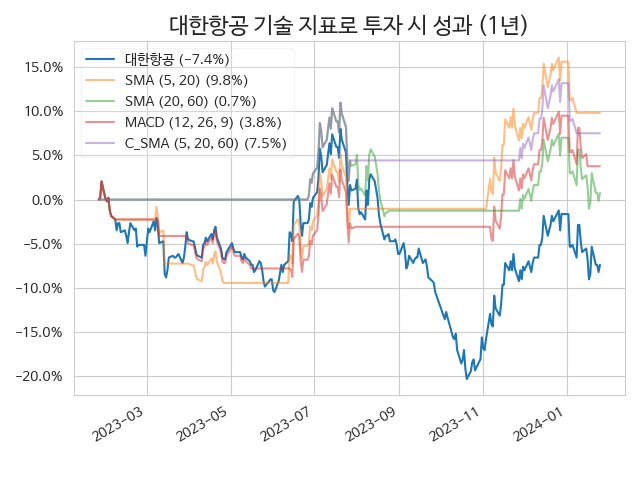 대한항공 기술 지표로 투자 시 성과 (1년)
대한항공 (−7.4%)
SMA (5, 20) (9.8%)
SMA (20, 60) (0.7%)
MACD (12, 26, 9) (3.8%)
C_SMA (5, 20, 60) (7.5%)
15.0%
10.0%
5.0%
0.0%
−5.0%
−10.0%
−15.0%
−20.0%
2023-03
2023-05
2023-07
2023-09
2023-11
2024-01